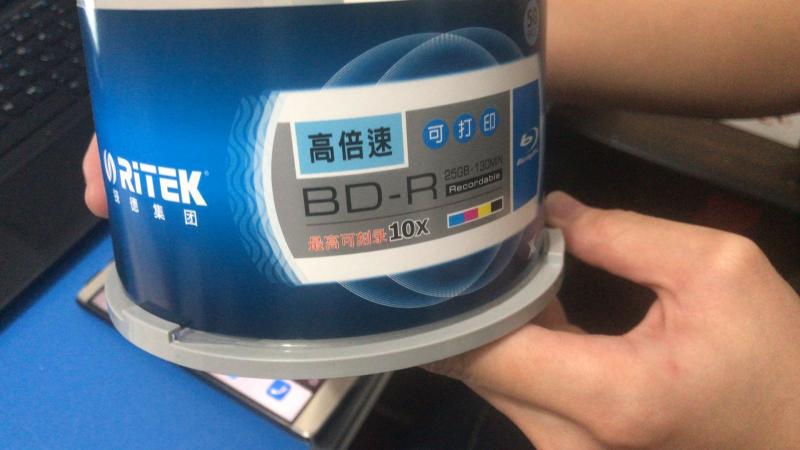 RiTEK
德集团
高倍速
可打印
BD-R
25GB·130MIN
Recordable
最高可刻录10x